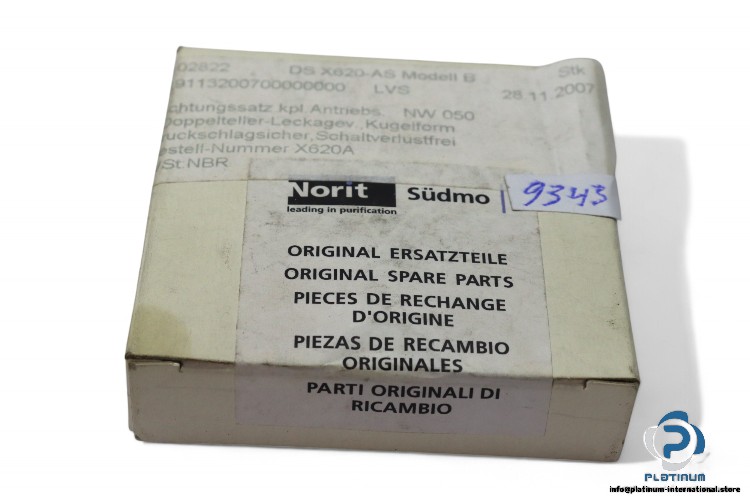 02822 DS X620-AS Modell B Stk
9113200700000000 LVS 28.11.2007
chtungssatz kpl Antriebs. NW 050
Doppelteller-Leckagev.,Kugelform
uckschlagsicher,Schaltverlustfrei
estell-Nummer X620A
St.NBR
Norit
leading in purification
Südmo
9343
ORIGINAL ERSATZTEILE
ORIGINAL SPARE PARTS
PIECES DE RECHANGE
D'ORIGINE
PIEZAS DE RECAMBIO
ORIGINALES
PARTI ORIGINALI DI
RICAMBIO
PLATINUM
info@platinum-international.store